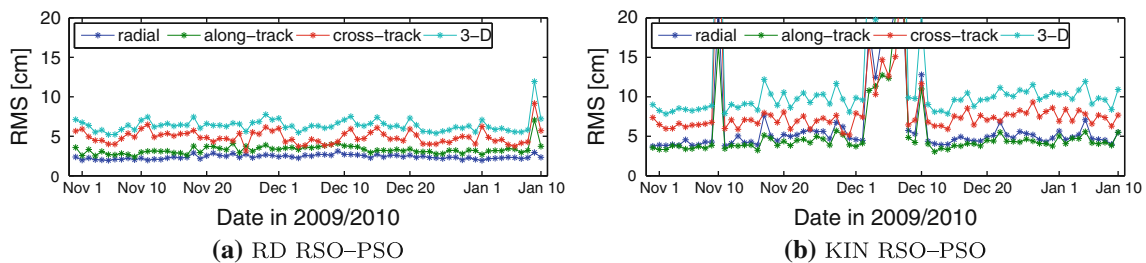 20
15
10
5
0
RMS [cm]
radial along-track cross-track 3-D
Nov 1 Nov 10 Nov 20 Dec 1 Dec 10 Dec 20 Jan 1 Jan 10
Date in 2009/2010
(a) RD RSO–PSO
20
15
10
5
0
RMS [cm]
radial along-track cross-track 3-D
Nov 1 Nov 10 Nov 20 Dec 1 Dec 10 Dec 20 Jan 1 Jan 10
Date in 2009/2010
(b) KIN RSO–PSO